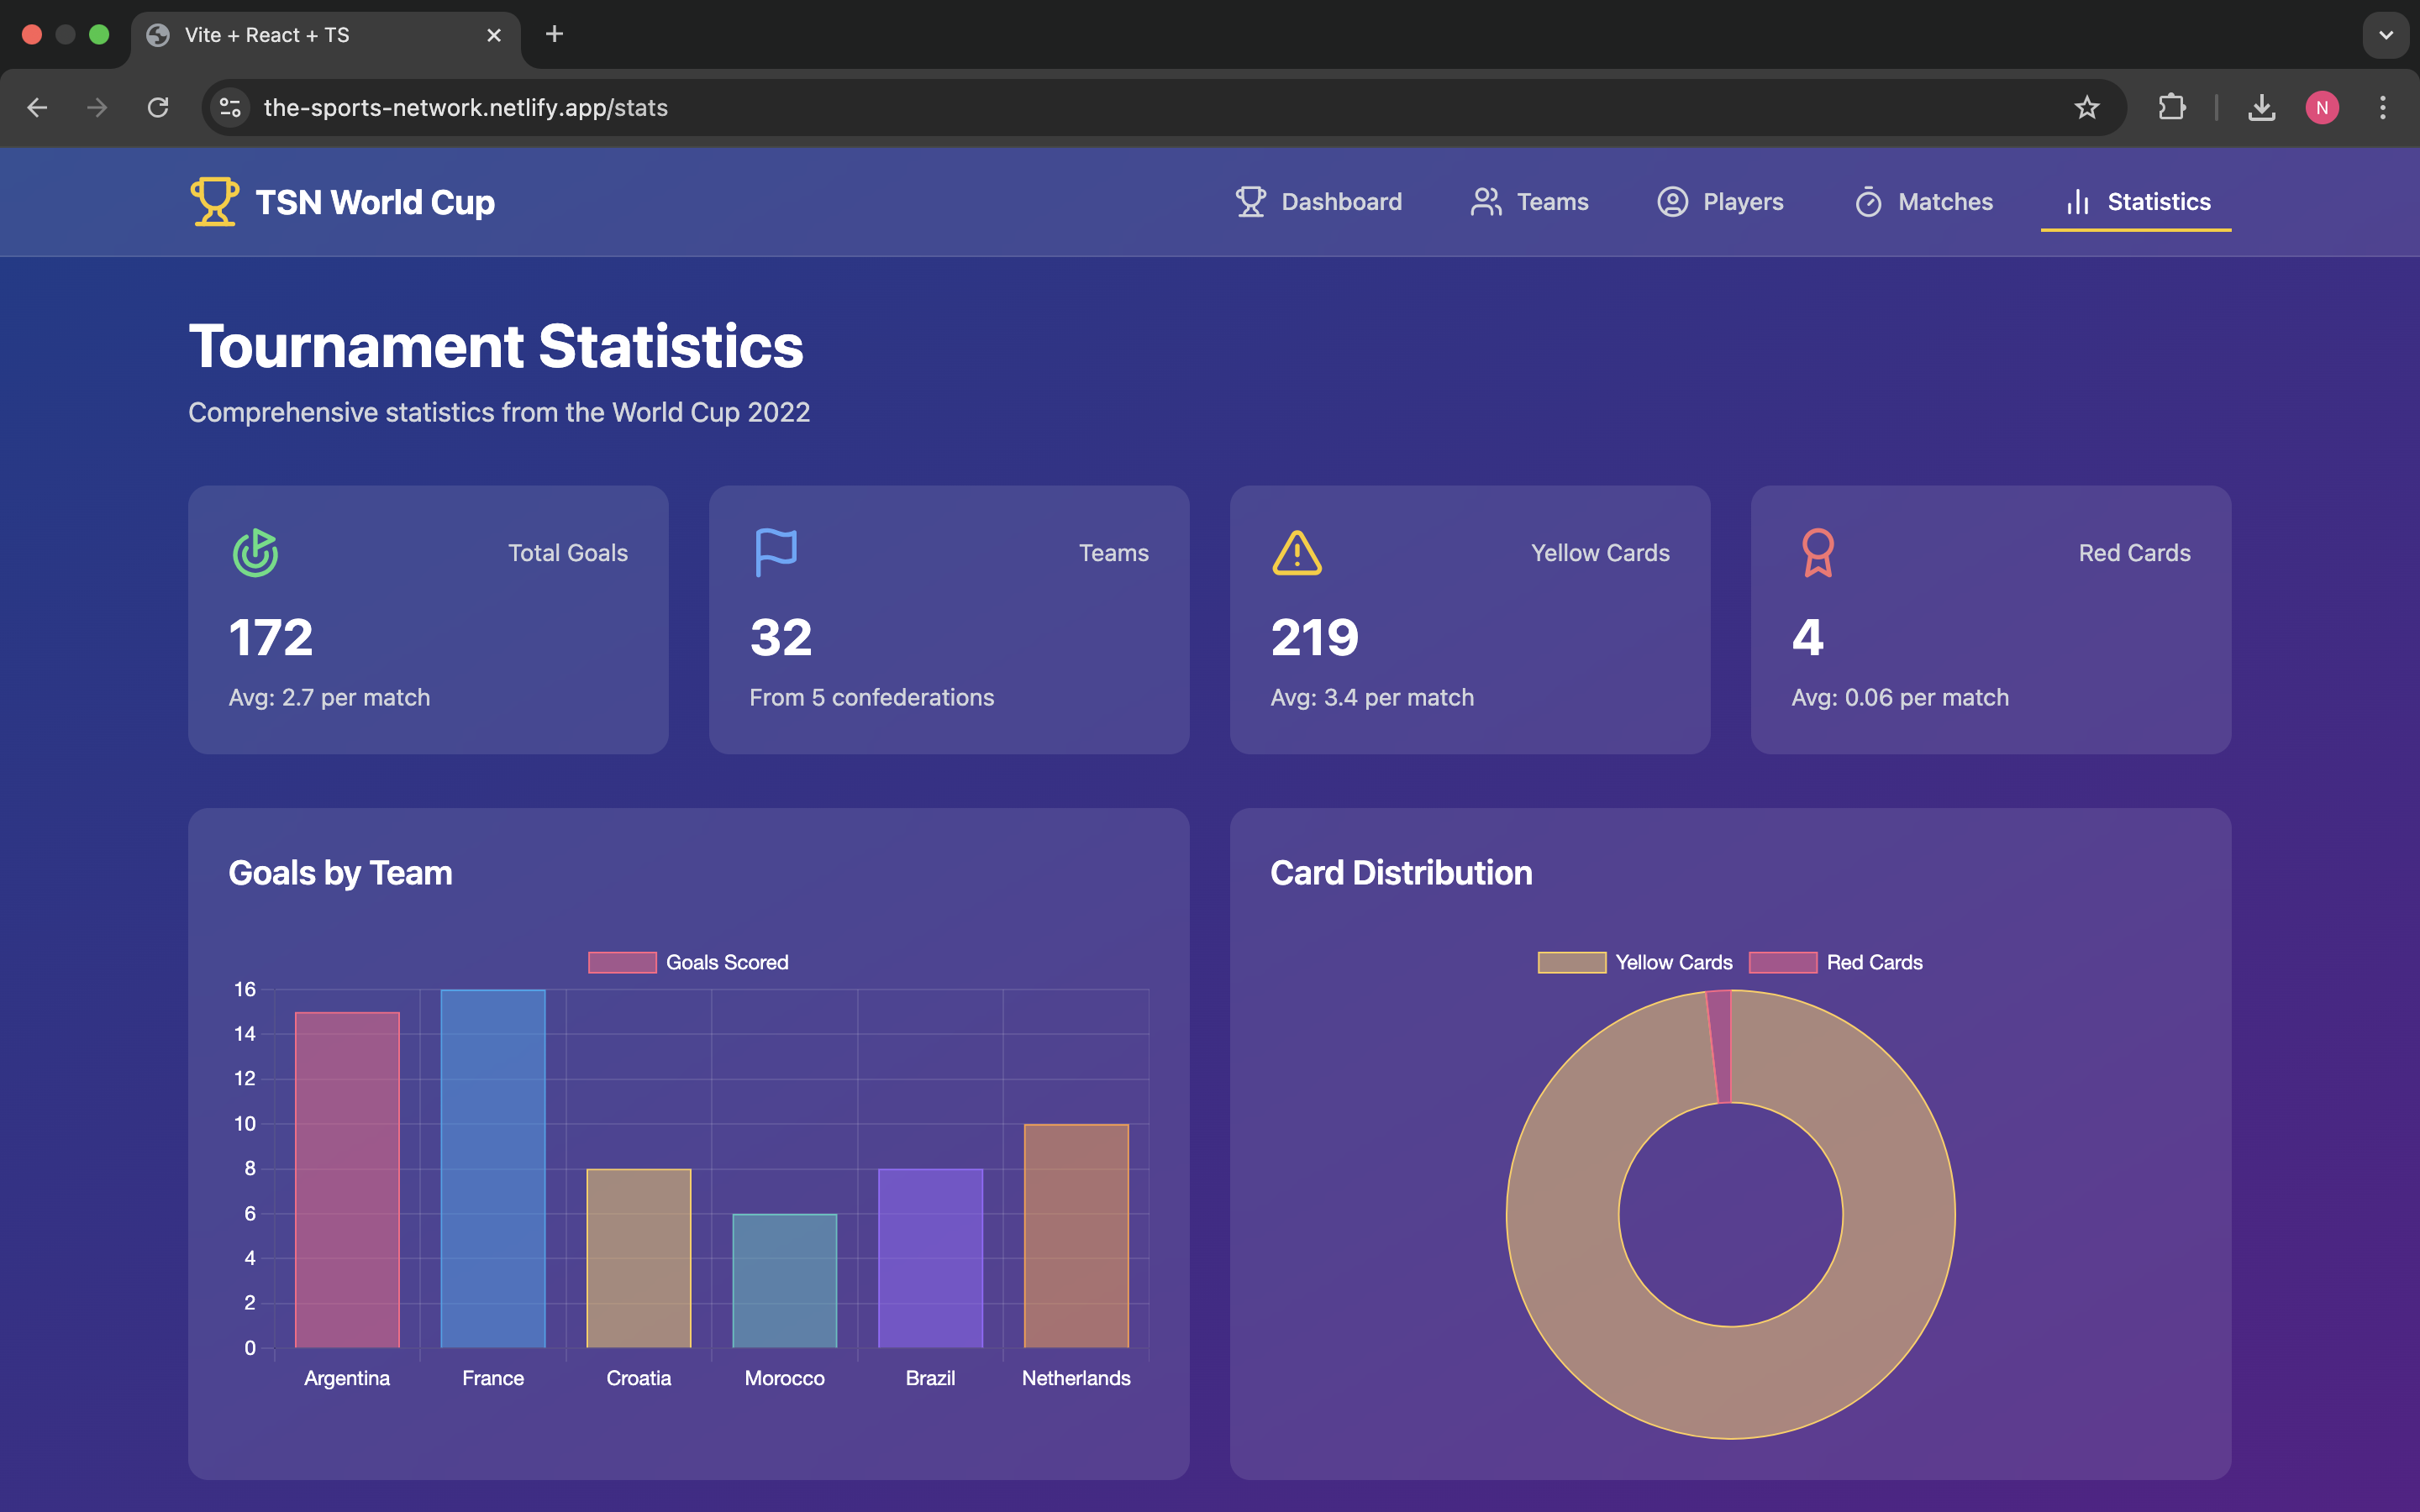 Vite + React + TS
the-sports-network.netlify.app/stats
N
TSN World Cup
Dashboard
Teams
Players
Matches
Statistics
Tournament Statistics
Comprehensive statistics from the World Cup 2022
Total Goals
172
Avg: 2.7 per match
Teams
32
From 5 confederations
Yellow Cards
219
Avg: 3.4 per match
Red Cards
4
Avg: 0.06 per match
Goals by Team
Goals Scored
16
14
12
10
8
6
4
2
0
Argentina
France
Croatia
Morocco
Brazil
Netherlands
Card Distribution
Yellow Cards
Red Cards